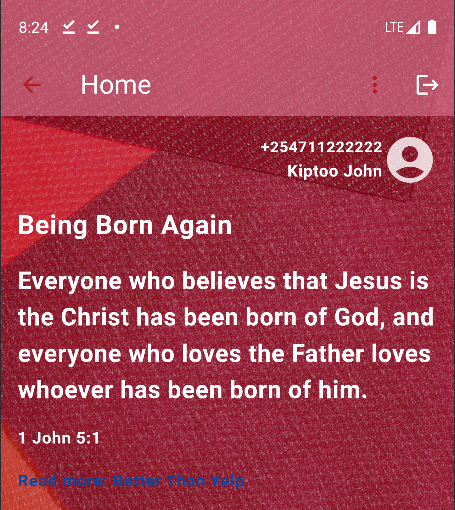 8:24 LTE
Home
+254711222222
Kiptoo John
Being Born Again
Everyone who believes that Jesus is
the Christ has been born of God, and
everyone who loves the Father loves
whoever has been born of him.
1 John 5:1
Read more: Better Than Yelp